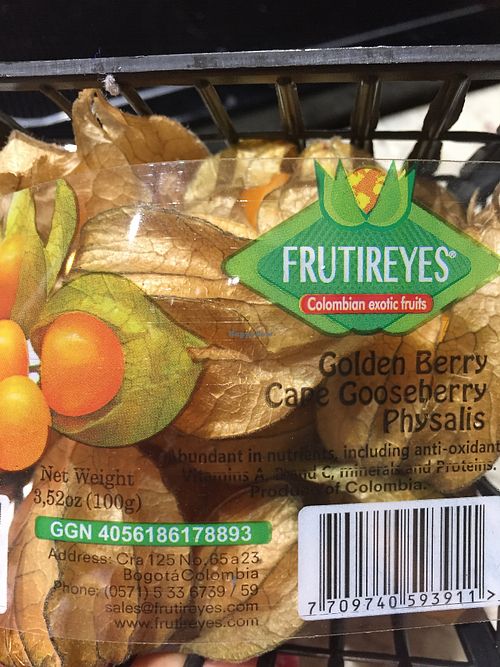 FRUTIREYES®
Colombian exotic fruits
Golden Berry
Cape Gooseberry
Physalis
Abundant in nutrients, including anti-oxidant
Vitamins A, B and C, minerals and Proteins.
Product of Colombia.
Net Weight
3,52oz (100g)
GGN 4056186178893
Address: Cra 125 No. 65a 23
Bogotá Colombia
Phone: (0571) 5 33 6739 / 59
sales@frutireyes.com
www.frutireyes.com
7 709740 593911 >